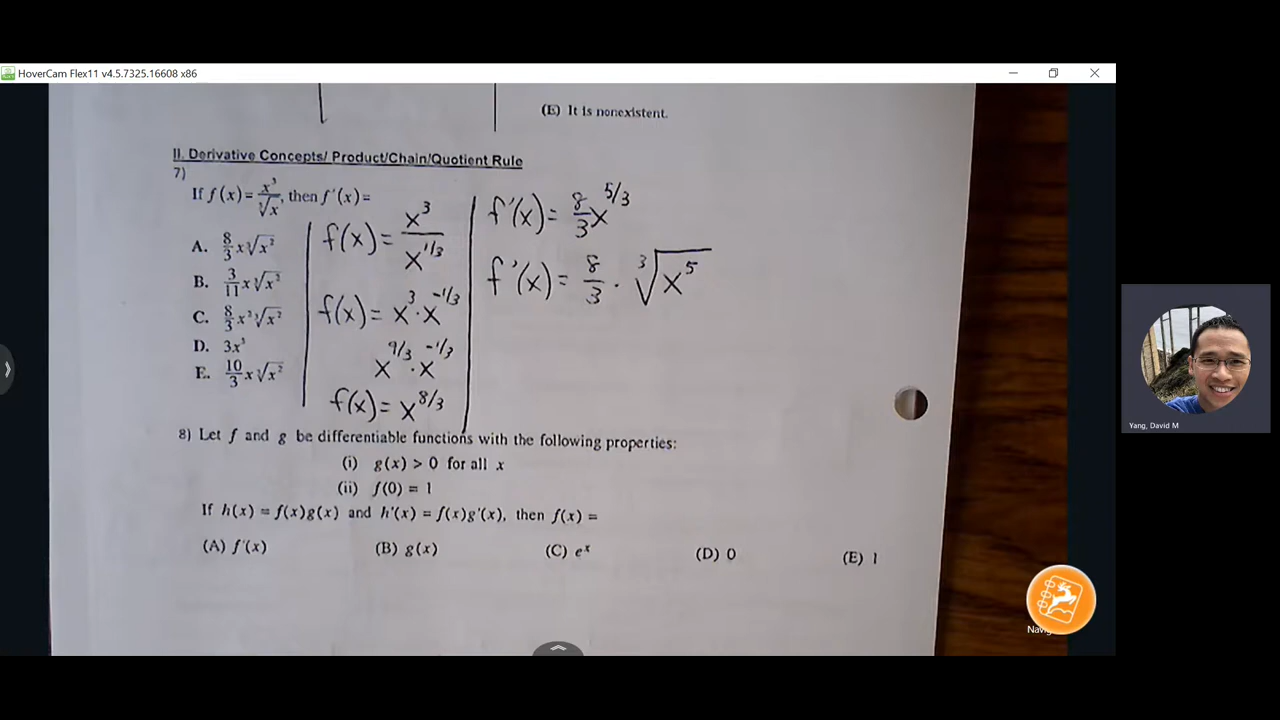 HoverCam Flex11 v4.5.7325.16608 x86
(E) It is nonexistent.
II. Derivative Concepts/ Product/Chain/Quotient Rule
7)
If f(x) = x³/∛x, then f'(x) =
A. 8/3 x∛x²
B. 3/11 x∛x²
C. 8/3 x²∛x²
D. 3x³
E. 10/3 x∛x²
f(x) = x³/x^1/3
f(x) = x³ · x^-1/3
x^9/3 · x^-1/3
f(x) = x^8/3
f'(x) = 8/3 x^5/3
f'(x) = 8/3 · ∛x⁵
8) Let f and g be differentiable functions with the following properties:
(i) g(x) > 0 for all x
(ii) f(0) = 1
If h(x) = f(x)g(x) and h'(x) = f(x)g'(x), then f(x) =
(A) f'(x) (B) g(x) (C) eˣ (D) 0 (E) 1
Yang, David M